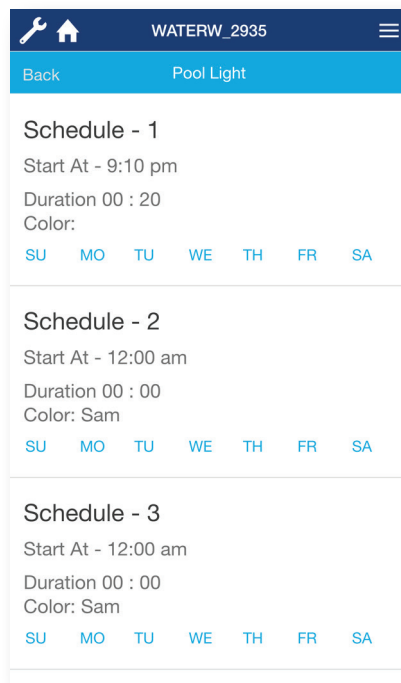 WATERW_2935
Back Pool Light
Schedule - 1
Start At - 9:10 pm
Duration 00 : 20
Color:
SU MO TU WE TH FR SA
Schedule - 2
Start At - 12:00 am
Duration 00 : 00
Color: Sam
SU MO TU WE TH FR SA
Schedule - 3
Start At - 12:00 am
Duration 00 : 00
Color: Sam
SU MO TU WE TH FR SA